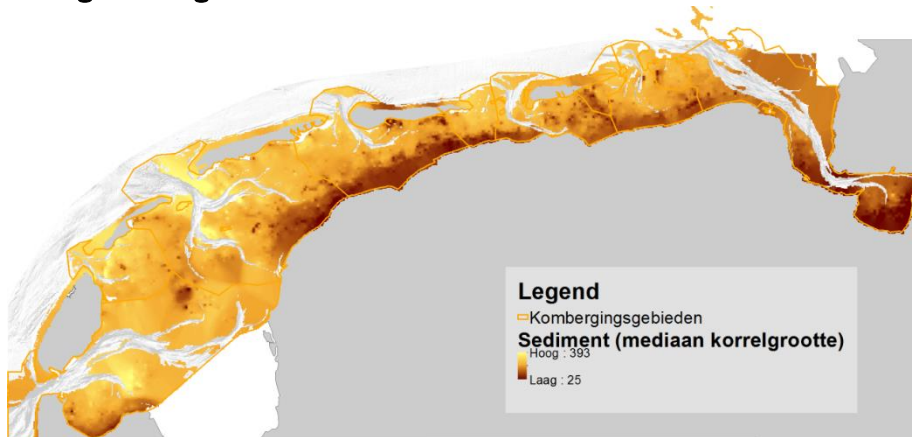 Legend
Kombergingsgebieden
Sediment (mediaan korrelgrootte)
Hoog : 393
Laag : 25